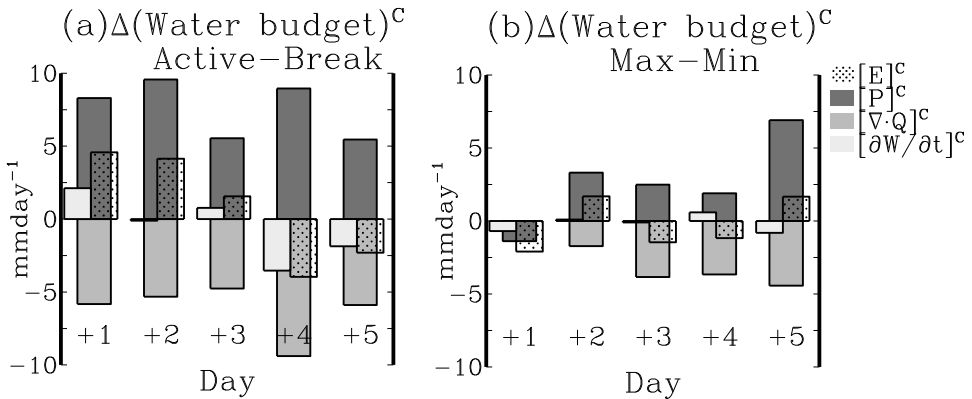 (a)Δ(Water budget)ᶜ
Active−Break
10
5
0
−5
−10
mmday⁻¹
+1 +2 +3 +4 +5
Day
(b)Δ(Water budget)ᶜ
Max−Min
10
5
0
−5
−10
mmday⁻¹
+1 +2 +3 +4 +5
Day
[E]ᶜ
[P]ᶜ
[∇·Q]ᶜ
[∂W/∂t]ᶜ